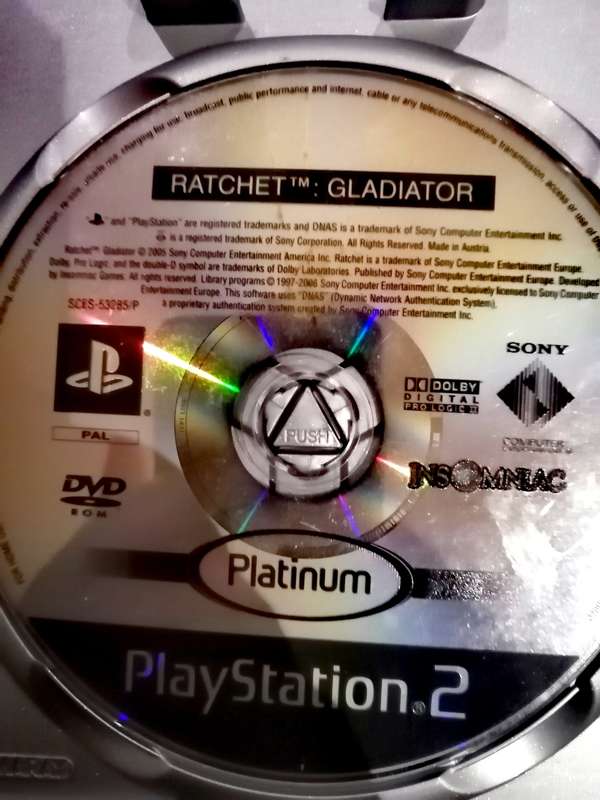 broadcast, public performance and internet, cable or any telecommunications transmission, access or use of
charging for use,
RATCHET™: GLADIATOR
and "PlayStation" are registered trademarks and DNAS is a trademark of Sony Computer Entertainment Inc.
is a registered trademark of Sony Corporation. All Rights Reserved. Made in Austria.
Ratchet™ Gladiator © 2005 Sony Computer Entertainment America Inc. Ratchet is a trademark of Sony Computer Entertainment Europe.
Dolby, Pro Logic, and the double-D symbol are trademarks of Dolby Laboratories. Published by Sony Computer Entertainment Europe. Developed
by Insomniac Games. All rights reserved. Library programs © 1997-2006 Sony Computer Entertainment Inc. exclusively licensed to Sony Computer
Entertainment Europe. This software uses "DNAS" (Dynamic Network Authentication System),
SCES-53285/P a proprietary authentication system created by Sony Computer Entertainment Inc.
SONY
DOLBY
DIGITAL
PRO LOGIC II
PUSH
PAL
COMPUTER
INSOMNIAC
DVD
ROM
Platinum
PlayStation.2